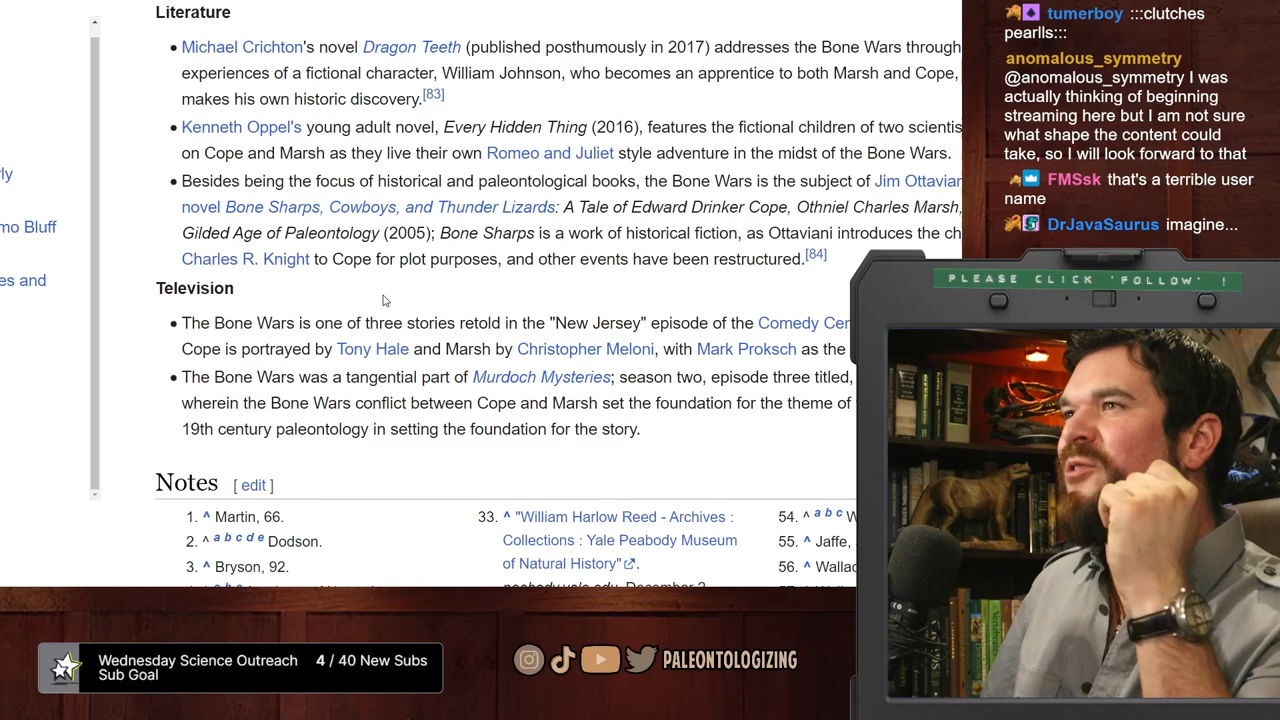 Literature
Michael Crichton's novel Dragon Teeth (published posthumously in 2017) addresses the Bone Wars through
experiences of a fictional character, William Johnson, who becomes an apprentice to both Marsh and Cope,
makes his own historic discovery.[83]
Kenneth Oppel's young adult novel, Every Hidden Thing (2016), features the fictional children of two scientis
on Cope and Marsh as they live their own Romeo and Juliet style adventure in the midst of the Bone Wars.
Besides being the focus of historical and paleontological books, the Bone Wars is the subject of Jim Ottavian
novel Bone Sharps, Cowboys, and Thunder Lizards: A Tale of Edward Drinker Cope, Othniel Charles Marsh,
Gilded Age of Paleontology (2005); Bone Sharps is a work of historical fiction, as Ottaviani introduces the ch
Charles R. Knight to Cope for plot purposes, and other events have been restructured.[84]
Television
The Bone Wars is one of three stories retold in the "New Jersey" episode of the Comedy Cen
Cope is portrayed by Tony Hale and Marsh by Christopher Meloni, with Mark Proksch as the
The Bone Wars was a tangential part of Murdoch Mysteries; season two, episode three titled,
wherein the Bone Wars conflict between Cope and Marsh set the foundation for the theme of
19th century paleontology in setting the foundation for the story.
Notes [ edit ]
1. ^ Martin, 66.
2. ^ a b c d e Dodson.
3. ^ Bryson, 92.
33. ^ "William Harlow Reed - Archives :
Collections : Yale Peabody Museum
of Natural History".
54. ^ a b c W
55. ^ Jaffe,
56. ^ Wallac
rly
mo Bluff
es and
tumerboy :::clutches
pearlls:::
anomalous_symmetry
@anomalous_symmetry I was
actually thinking of beginning
streaming here but I am not sure
what shape the content could
take, so I will look forward to that
FMSsk that's a terrible user
name
DrJavaSaurus imagine...
PLEASE CLICK 'FOLLOW' !
Wednesday Science Outreach 4 / 40 New Subs
Sub Goal
PALEONTOLOGIZING